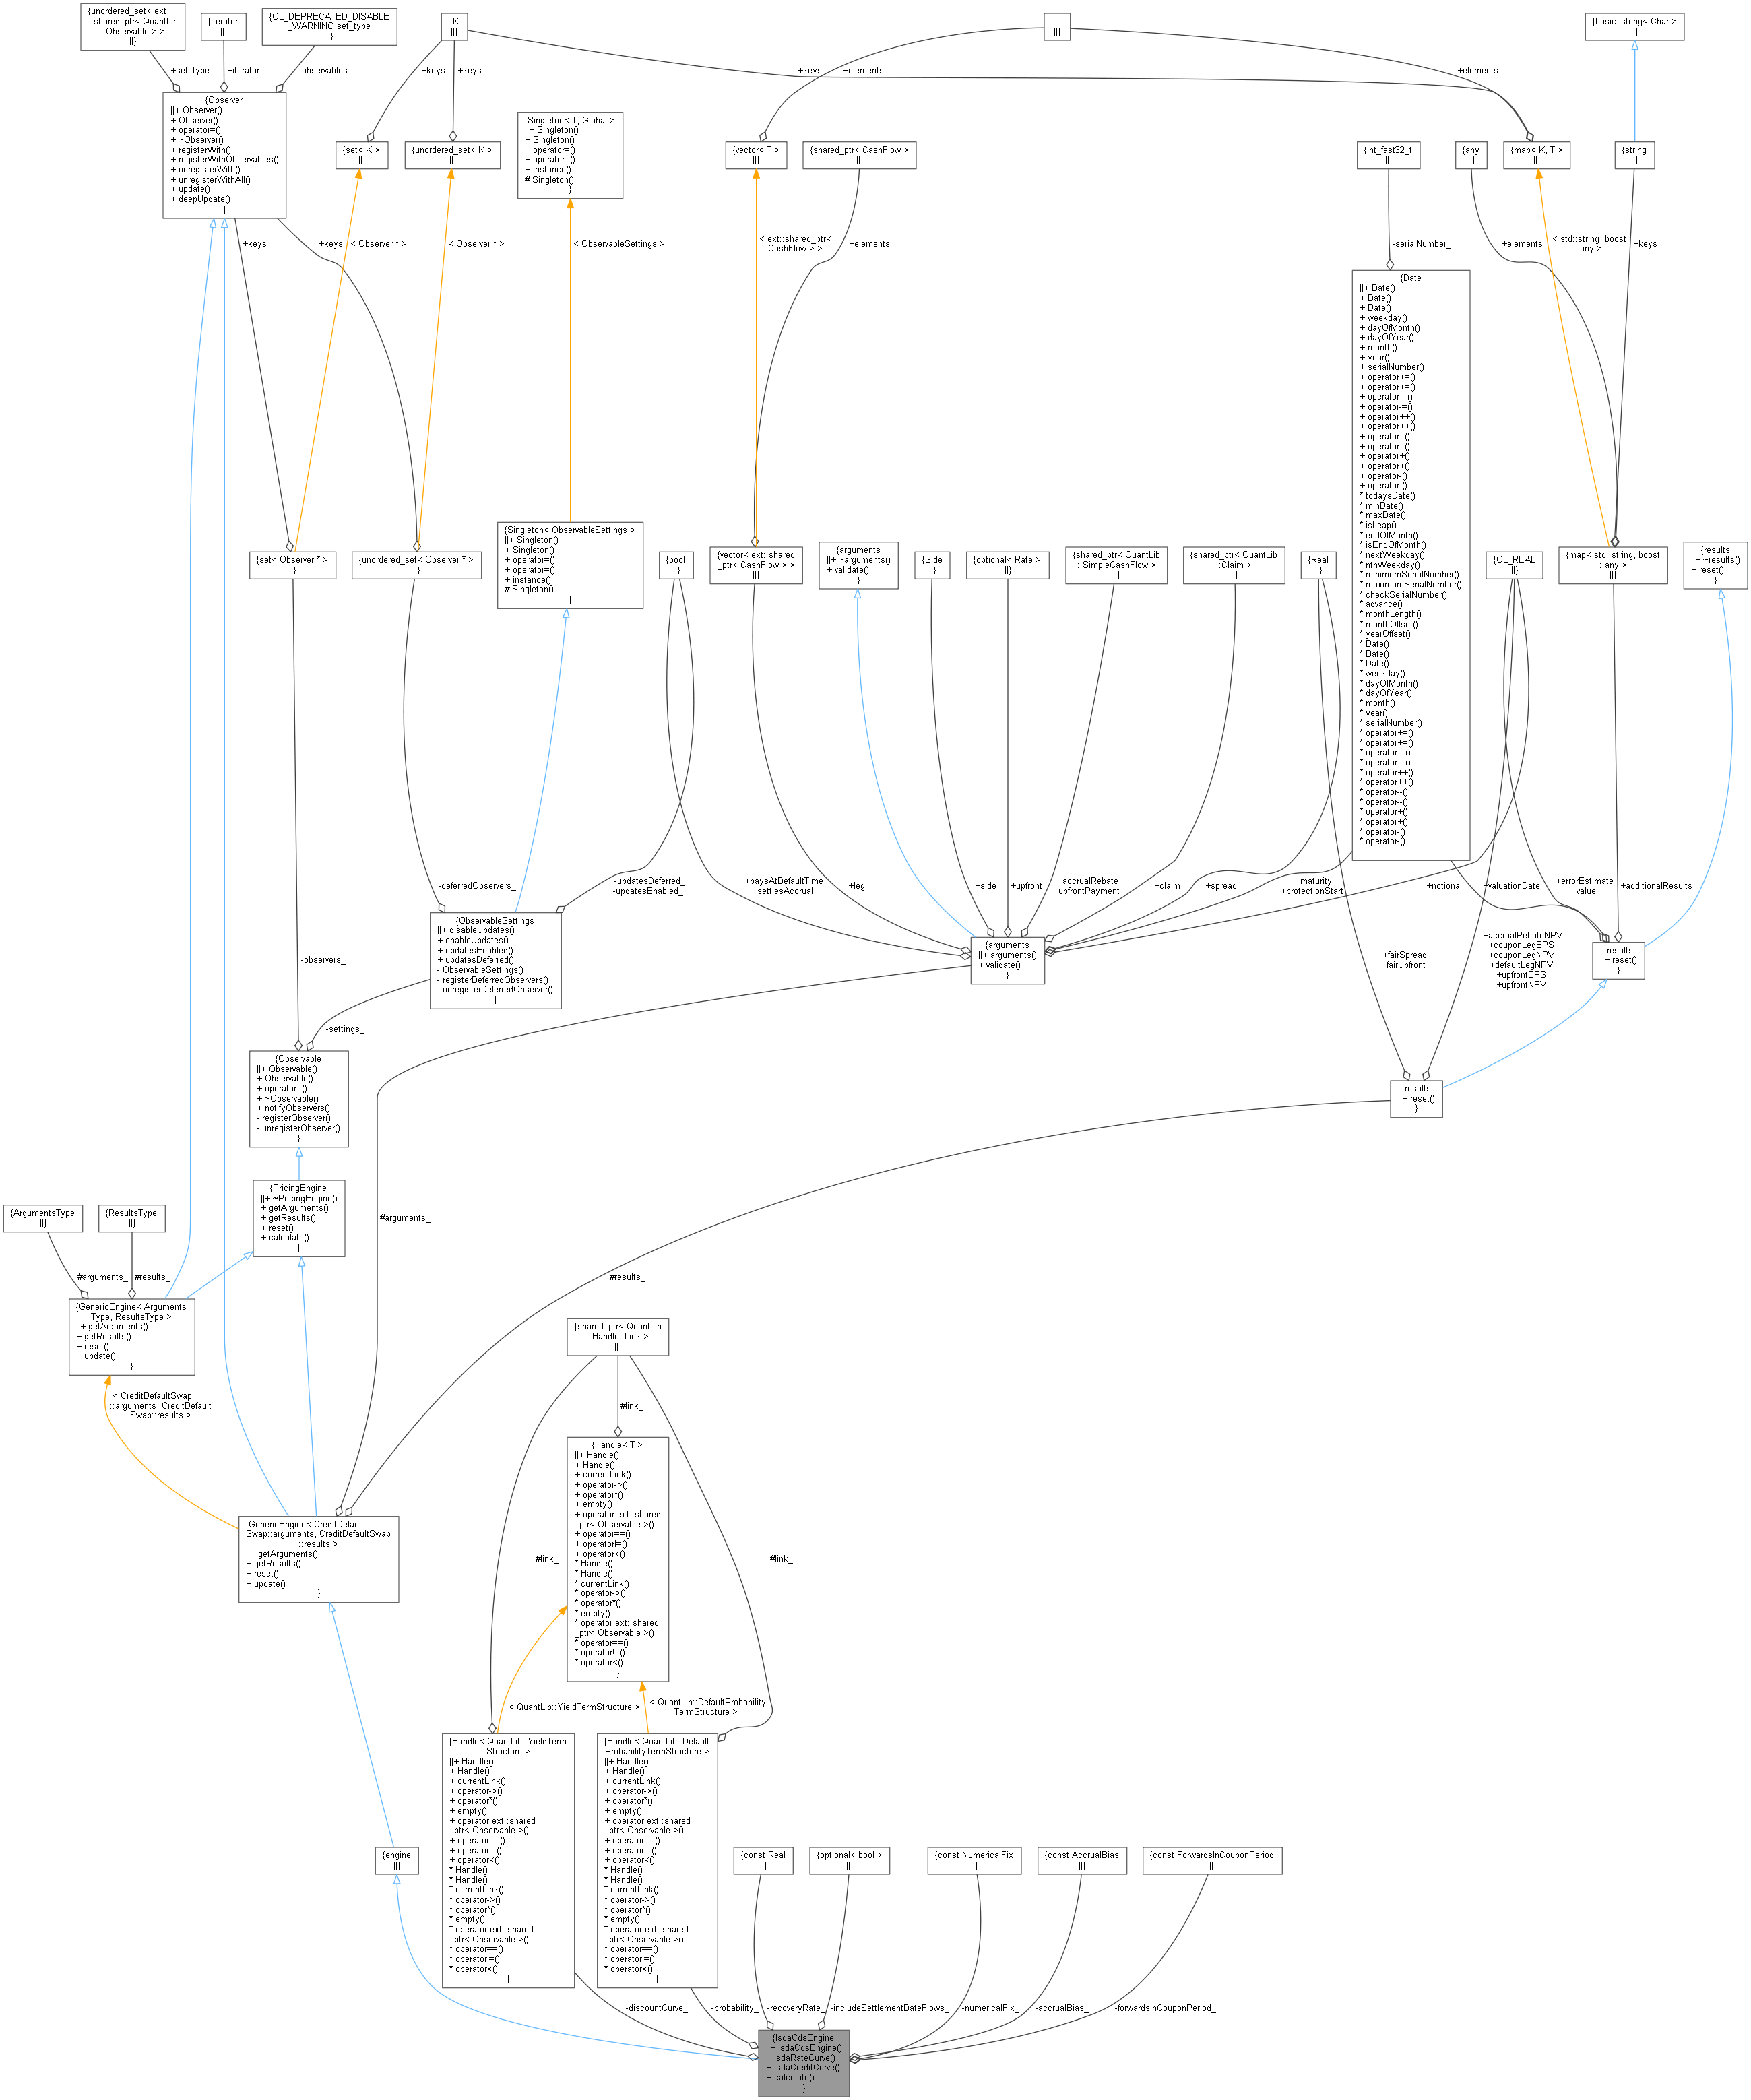 {unordered_set< ext
::shared_ptr< QuantLib
::Observable > >
||}
{iterator
||}
{QL_DEPRECATED_DISABLE
_WARNING set_type
||}
{K
||}
{T
||}
{basic_string< Char >
||}
+set_type
+iterator
-observables_
+keys
+keys
+keys
+elements
+elements
{Observer
||+ Observer()
+ Observer()
+ operator=()
+ ~Observer()
+ registerWith()
+ registerWithObservables()
+ unregisterWith()
+ unregisterWithAll()
+ update()
+ deepUpdate()
}
{set< K >
||}
{unordered_set< K >
||}
{Singleton< T, Global >
||+ Singleton()
+ Singleton()
+ operator=()
+ operator=()
+ instance()
# Singleton()
}
{vector< T >
||}
{shared_ptr< CashFlow >
||}
{int_fast32_t
||}
{any
||}
{map< K, T >
||}
{string
||}
+keys
+keys
< Observer * >
< Observer * >
< ObservableSettings >
< ext::shared_ptr<
CashFlow > >
+elements
-serialNumber_
+elements
< std::string, boost
::any >
+keys
{Date
||+ Date()
+ Date()
+ Date()
+ weekday()
+ dayOfMonth()
+ dayOfYear()
+ month()
+ year()
+ serialNumber()
+ operator+=()
+ operator+=()
+ operator-=()
+ operator-=()
+ operator++()
+ operator++()
+ operator--()
+ operator--()
+ operator+()
+ operator+()
+ operator-()
+ operator-()
* todaysDate()
* minDate()
* maxDate()
* isLeap()
* endOfMonth()
* isEndOfMonth()
* nextWeekday()
* nthWeekday()
* minimumSerialNumber()
* maximumSerialNumber()
* checkSerialNumber()
* advance()
* monthLength()
* monthOffset()
* yearOffset()
* Date()
* Date()
* Date()
* weekday()
* dayOfMonth()
* dayOfYear()
* month()
* year()
* serialNumber()
* operator+=()
* operator+=()
* operator-=()
* operator-=()
* operator++()
* operator++()
* operator--()
* operator--()
* operator+()
* operator+()
* operator-()
* operator-()
}
{set< Observer * >
||}
{unordered_set< Observer * >
||}
{Singleton< ObservableSettings >
||+ Singleton()
+ Singleton()
+ operator=()
+ operator=()
+ instance()
# Singleton()
}
{bool
||}
{vector< ext::shared
_ptr< CashFlow > >
||}
{arguments
||+ ~arguments()
+ validate()
}
{Side
||}
{optional< Rate >
||}
{shared_ptr< QuantLib
::SimpleCashFlow >
||}
{shared_ptr< QuantLib
::Claim >
||}
{Real
||}
{QL_REAL
||}
{map< std::string, boost
::any >
||}
{results
||+ ~results()
+ reset()
}
-deferredObservers_
-updatesDeferred_
-updatesEnabled_
+paysAtDefaultTime
+settlesAccrual
+leg
+side
+upfront
+accrualRebate
+upfrontPayment
+claim
+spread
+maturity
+protectionStart
+notional
+valuationDate
+errorEstimate
+value
+additionalResults
{ObservableSettings
||+ disableUpdates()
+ enableUpdates()
+ updatesEnabled()
+ updatesDeferred()
- ObservableSettings()
- registerDeferredObservers()
- unregisterDeferredObserver()
}
{arguments
||+ arguments()
+ validate()
}
{results
||+ reset()
}
-observers_
-settings_
+fairSpread
+fairUpfront
+accrualRebateNPV
+couponLegBPS
+couponLegNPV
+defaultLegNPV
+upfrontBPS
+upfrontNPV
{Observable
||+ Observable()
+ Observable()
+ operator=()
+ ~Observable()
+ notifyObservers()
- registerObserver()
- unregisterObserver()
}
{results
||+ reset()
}
{PricingEngine
||+ ~PricingEngine()
+ getArguments()
+ getResults()
+ reset()
+ calculate()
}
{ArgumentsType
||}
{ResultsType
||}
#arguments_
#arguments_
#results_
#results_
{GenericEngine< Arguments
Type, ResultsType >
||+ getArguments()
+ getResults()
+ reset()
+ update()
}
{shared_ptr< QuantLib
::Handle::Link >
||}
< CreditDefaultSwap
::arguments, CreditDefault
Swap::results >
#link_
{Handle< T >
||+ Handle()
+ Handle()
+ currentLink()
+ operator->()
+ operator*()
+ empty()
+ operator ext::shared
_ptr< Observable >()
+ operator==()
+ operator!=()
+ operator<()
* Handle()
* Handle()
* currentLink()
* operator->()
* operator*()
* empty()
* operator ext::shared
_ptr< Observable >()
* operator==()
* operator!=()
* operator<()
}
{GenericEngine< CreditDefault
Swap::arguments, CreditDefaultSwap
::results >
||+ getArguments()
+ getResults()
+ reset()
+ update()
}
#link_
#link_
< QuantLib::YieldTermStructure >
< QuantLib::DefaultProbability
TermStructure >
{Handle< QuantLib::YieldTerm
Structure >
||+ Handle()
+ Handle()
+ currentLink()
+ operator->()
+ operator*()
+ empty()
+ operator ext::shared
_ptr< Observable >()
+ operator==()
+ operator!=()
+ operator<()
* Handle()
* Handle()
* currentLink()
* operator->()
* operator*()
* empty()
* operator ext::shared
_ptr< Observable >()
* operator==()
* operator!=()
* operator<()
}
{Handle< QuantLib::Default
ProbabilityTermStructure >
||+ Handle()
+ Handle()
+ currentLink()
+ operator->()
+ operator*()
+ empty()
+ operator ext::shared
_ptr< Observable >()
+ operator==()
+ operator!=()
+ operator<()
* Handle()
* Handle()
* currentLink()
* operator->()
* operator*()
* empty()
* operator ext::shared
_ptr< Observable >()
* operator==()
* operator!=()
* operator<()
}
{engine
||}
{const Real
||}
{optional< bool >
||}
{const NumericalFix
||}
{const AccrualBias
||}
{const ForwardsInCouponPeriod
||}
-discountCurve_
-probability_
-recoveryRate_
-includeSettlementDateFlows_
-numericalFix_
-accrualBias_
-forwardsInCouponPeriod_
{IsdaCdsEngine
||+ IsdaCdsEngine()
+ isdaRateCurve()
+ isdaCreditCurve()
+ calculate()
}